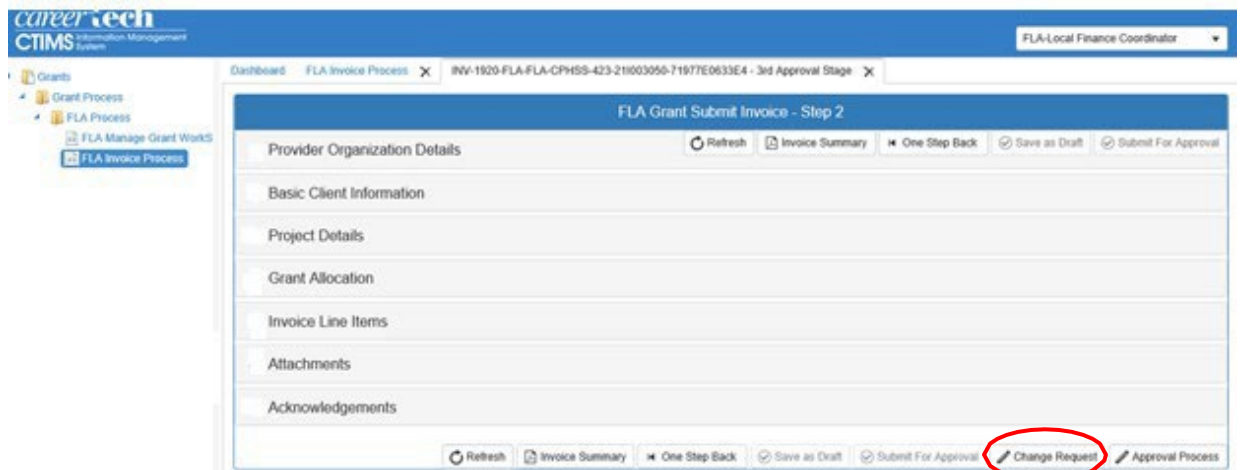 career tech
CTIMS Information Management System
FLA-Local Finance Coordinator
Grants
Grant Process
FLA Process
FLA Manage Grant WorkS
FLA Invoice Process
Dashboard FLA Invoice Process X INV-1920-FLA-FLA-CPHSS-423-21I003050-71977E0633E4 - 3rd Approval Stage X
FLA Grant Submit Invoice - Step 2
Provider Organization Details
Refresh Invoice Summary One Step Back Save as Draft Submit For Approval
Basic Client Information
Project Details
Grant Allocation
Invoice Line Items
Attachments
Acknowledgements
Refresh Invoice Summary One Step Back Save as Draft Submit For Approval Change Request Approval Process